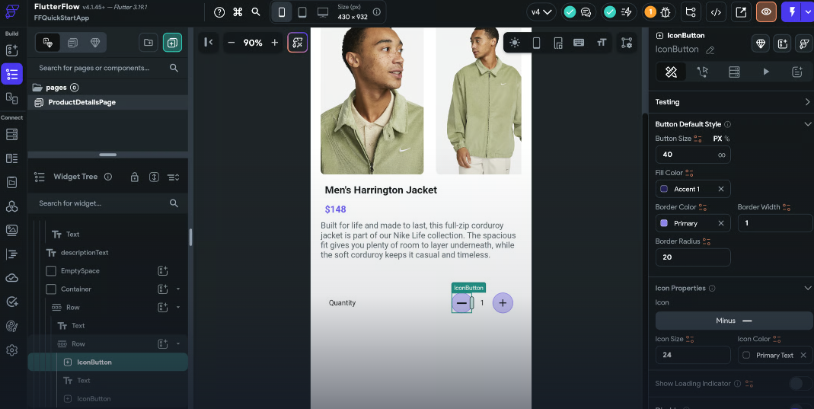 FlutterFlow v4.1.45+ - Flutter 3.19.1
FFQuickStartApp
Size (px)
430 × 932
v4
1
Build
Connect
Search for pages or components...
pages 0
ProductDetailsPage
Widget Tree
Search for widget...
Text
descriptionText
EmptySpace
Container
Row
Text
Row
IconButton
Text
IconButton
90%
Men's Harrington Jacket
$148
Built for life and made to last, this full-zip corduroy
jacket is part of our Nike Life collection. The spacious
fit gives you plenty of room to layer underneath, while
the soft corduroy keeps it casual and timeless.
IconButton
Quantity
1
IconButton
IconButton
Testing
Button Default Style
Button Size PX %
40
Fill Color
Accent 1
Border Color Border Width
Primary 1
Border Radius
20
Icon Properties
Icon
Minus
Icon Size Icon Color
24 Primary Text
Show Loading Indicator